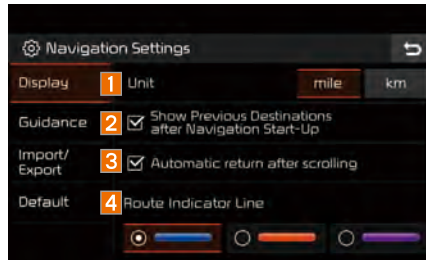 Navigation Settings
Display
1 Unit
mile
km
Guidance
2 Show Previous Destinations
after Navigation Start-Up
Import/
Export
3 Automatic return after scrolling
Default
4 Route Indicator Line